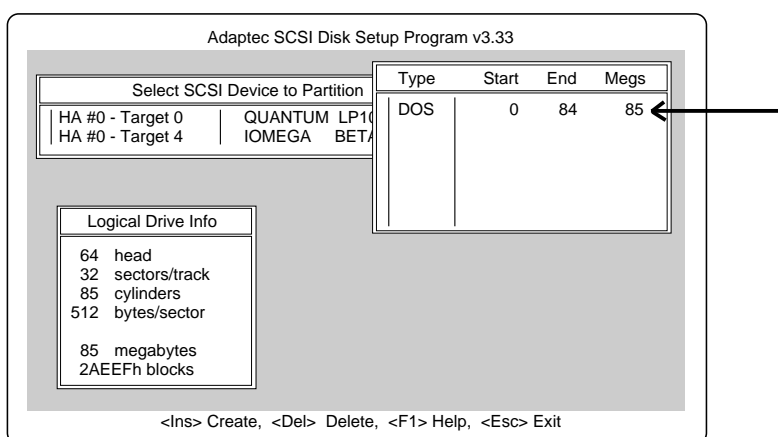 Adaptec SCSI Disk Setup Program v3.33
Select SCSI Device to Partition
HA #0 - Target 0 QUANTUM LP10
HA #0 - Target 4 IOMEGA BETA
Type Start End Megs
DOS 0 84 85
Logical Drive Info
64 head
32 sectors/track
85 cylinders
512 bytes/sector
85 megabytes
2AEEFh blocks
<Ins> Create, <Del> Delete, <F1> Help, <Esc> Exit